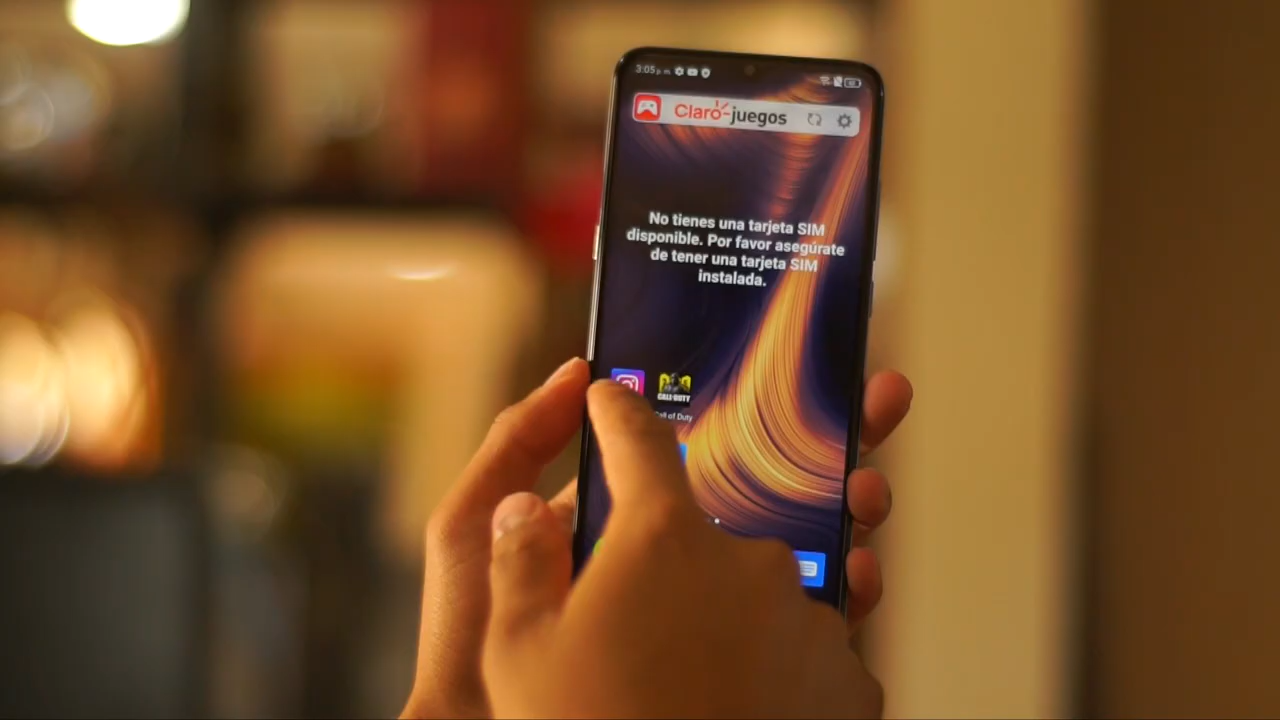 3:05 p. m.
Claro-juegos
No tienes una tarjeta SIM
disponible. Por favor asegúrate
de tener una tarjeta SIM
instalada.
CALL OF DUTY
Call of Duty